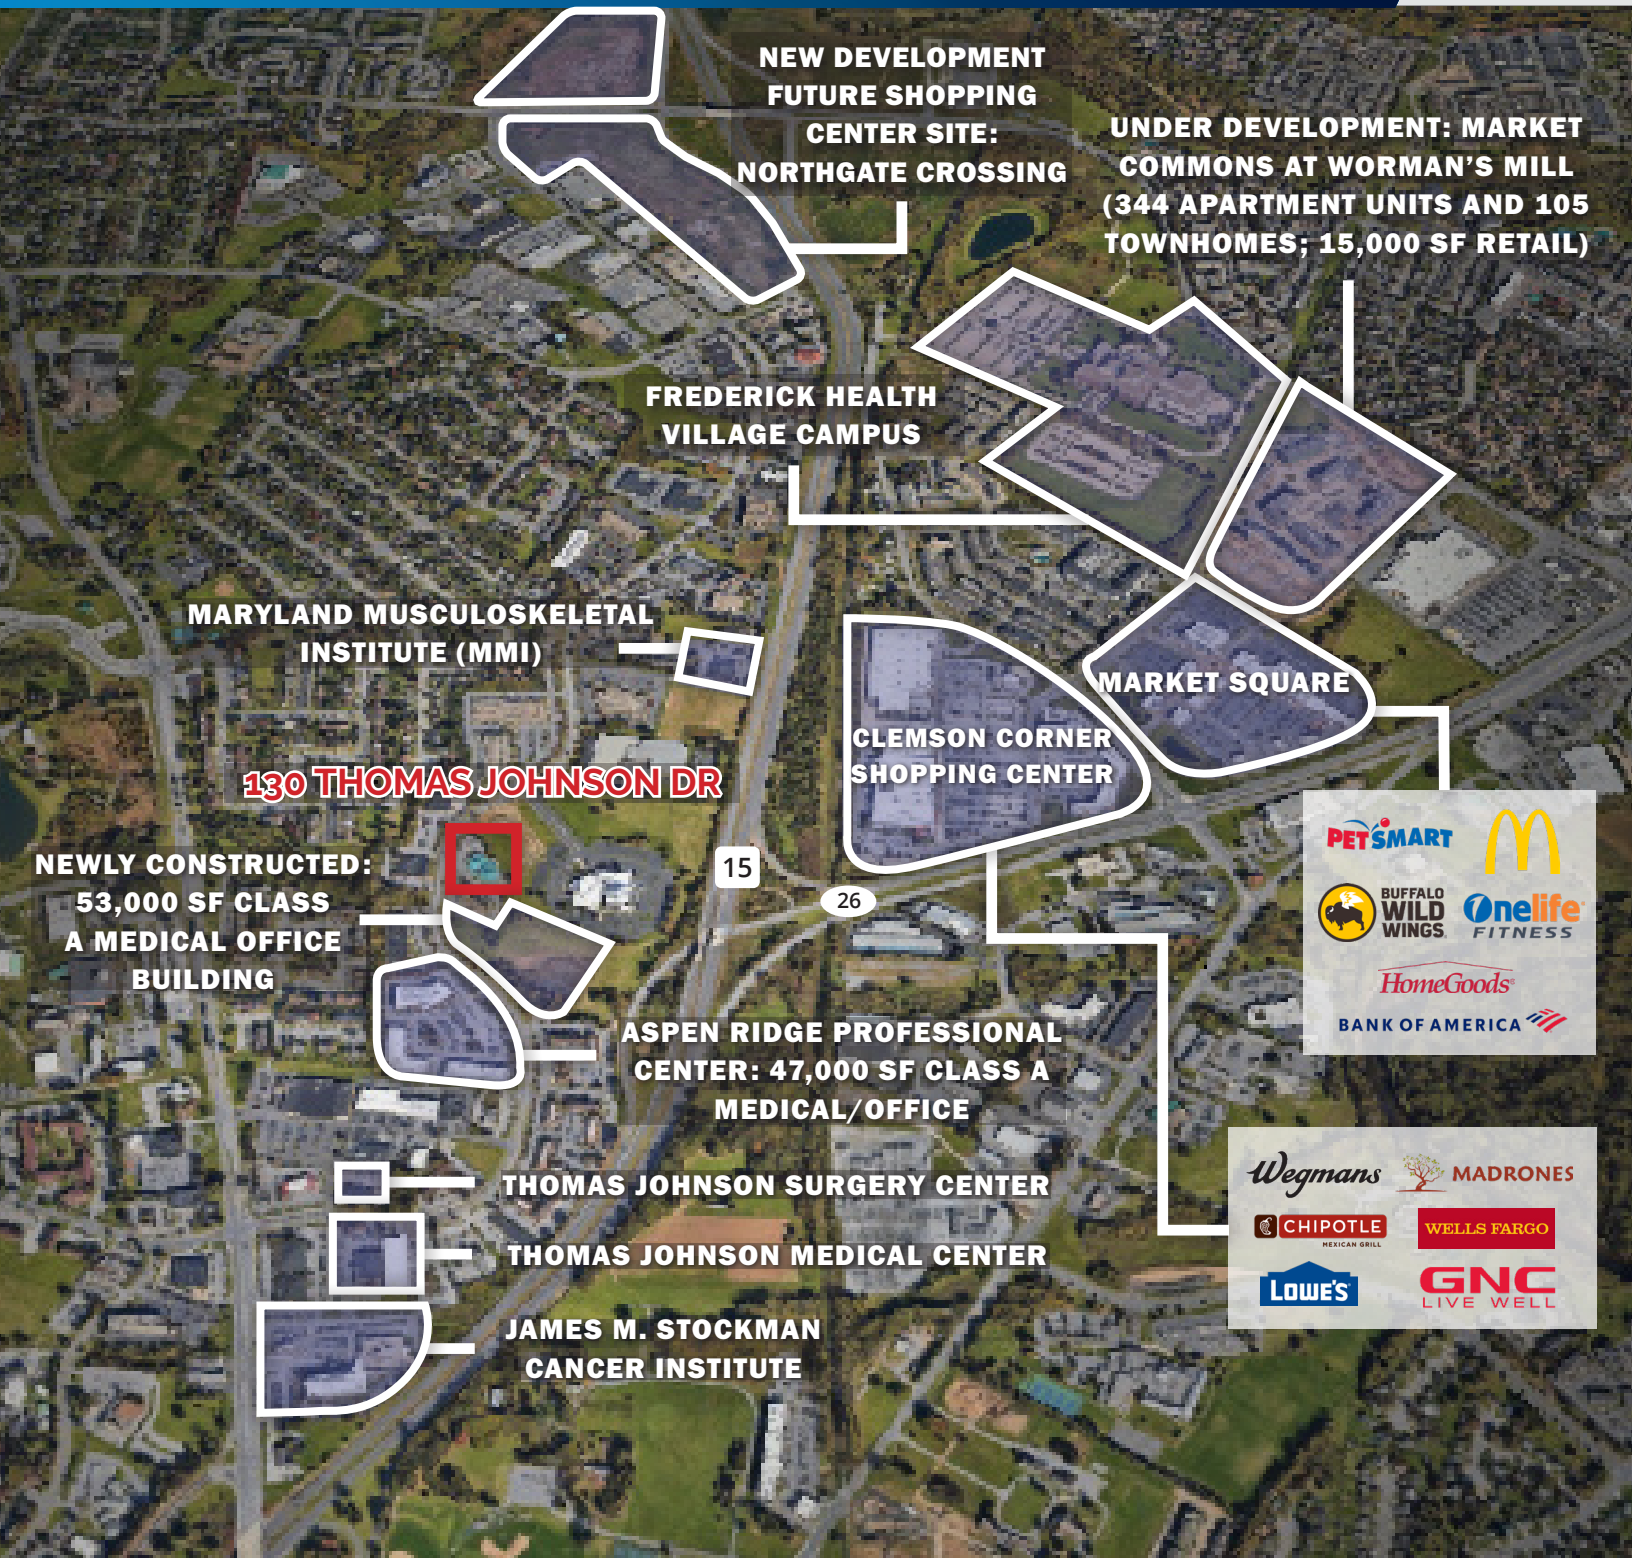 NEW DEVELOPMENT
FUTURE SHOPPING
CENTER SITE:
NORTHGATE CROSSING
UNDER DEVELOPMENT: MARKET
COMMONS AT WORMAN'S MILL
(344 APARTMENT UNITS AND 105
TOWNHOMES; 15,000 SF RETAIL)
FREDERICK HEALTH
VILLAGE CAMPUS
MARYLAND MUSCULOSKELETAL
INSTITUTE (MMI)
MARKET SQUARE
CLEMSON CORNER
SHOPPING CENTER
130 THOMAS JOHNSON DR
NEWLY CONSTRUCTED:
53,000 SF CLASS
A MEDICAL OFFICE
BUILDING
15
26
PETSMART
BUFFALO
WILD
WINGS
Onelife
FITNESS
HomeGoods
BANK OF AMERICA
ASPEN RIDGE PROFESSIONAL
CENTER: 47,000 SF CLASS A
MEDICAL/OFFICE
THOMAS JOHNSON SURGERY CENTER
THOMAS JOHNSON MEDICAL CENTER
JAMES M. STOCKMAN
CANCER INSTITUTE
Wegmans
MADRONES
CHIPOTLE
MEXICAN GRILL
WELLS FARGO
LOWE'S
GNC
LIVE WELL